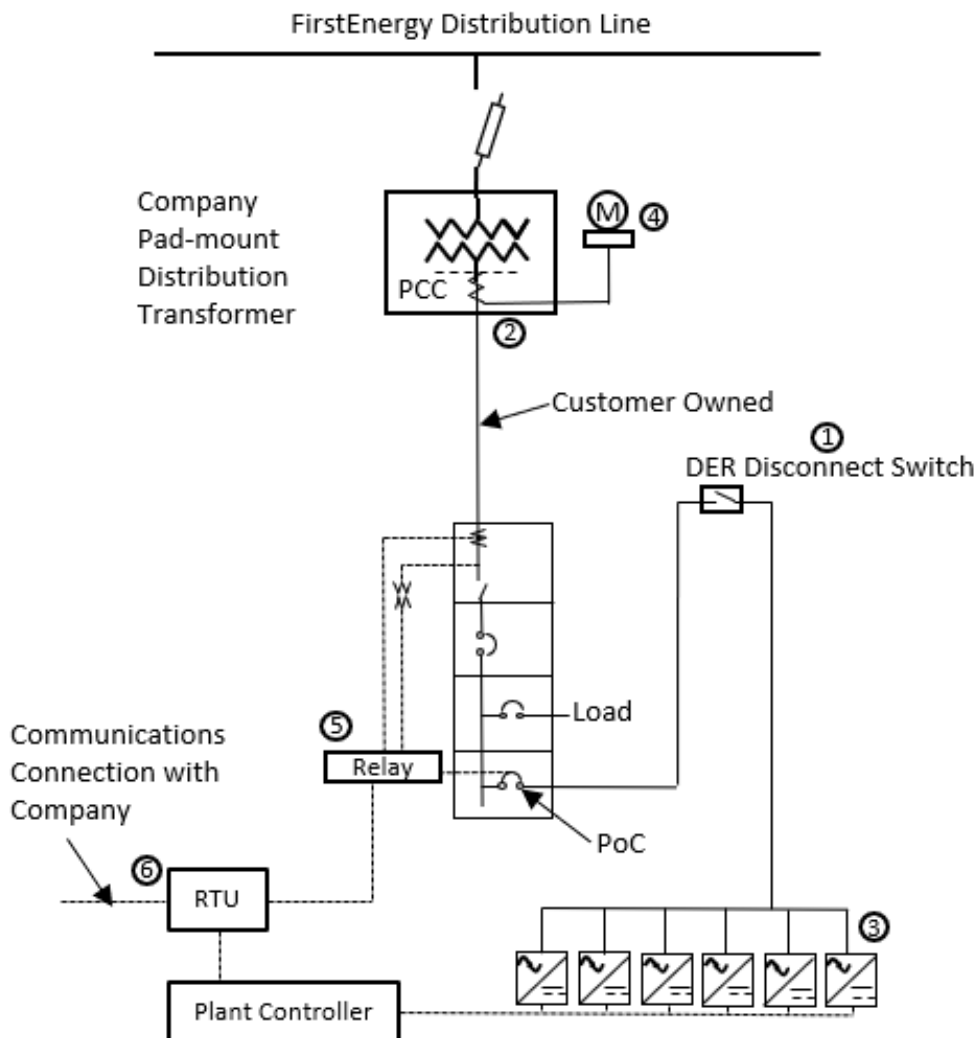 FirstEnergy Distribution Line
Company
Pad-mount
Distribution
Transformer
M
4
PCC
2
Customer Owned
1
DER Disconnect Switch
Load
5
Relay
Communications
Connection with
Company
PoC
6
RTU
3
Plant Controller